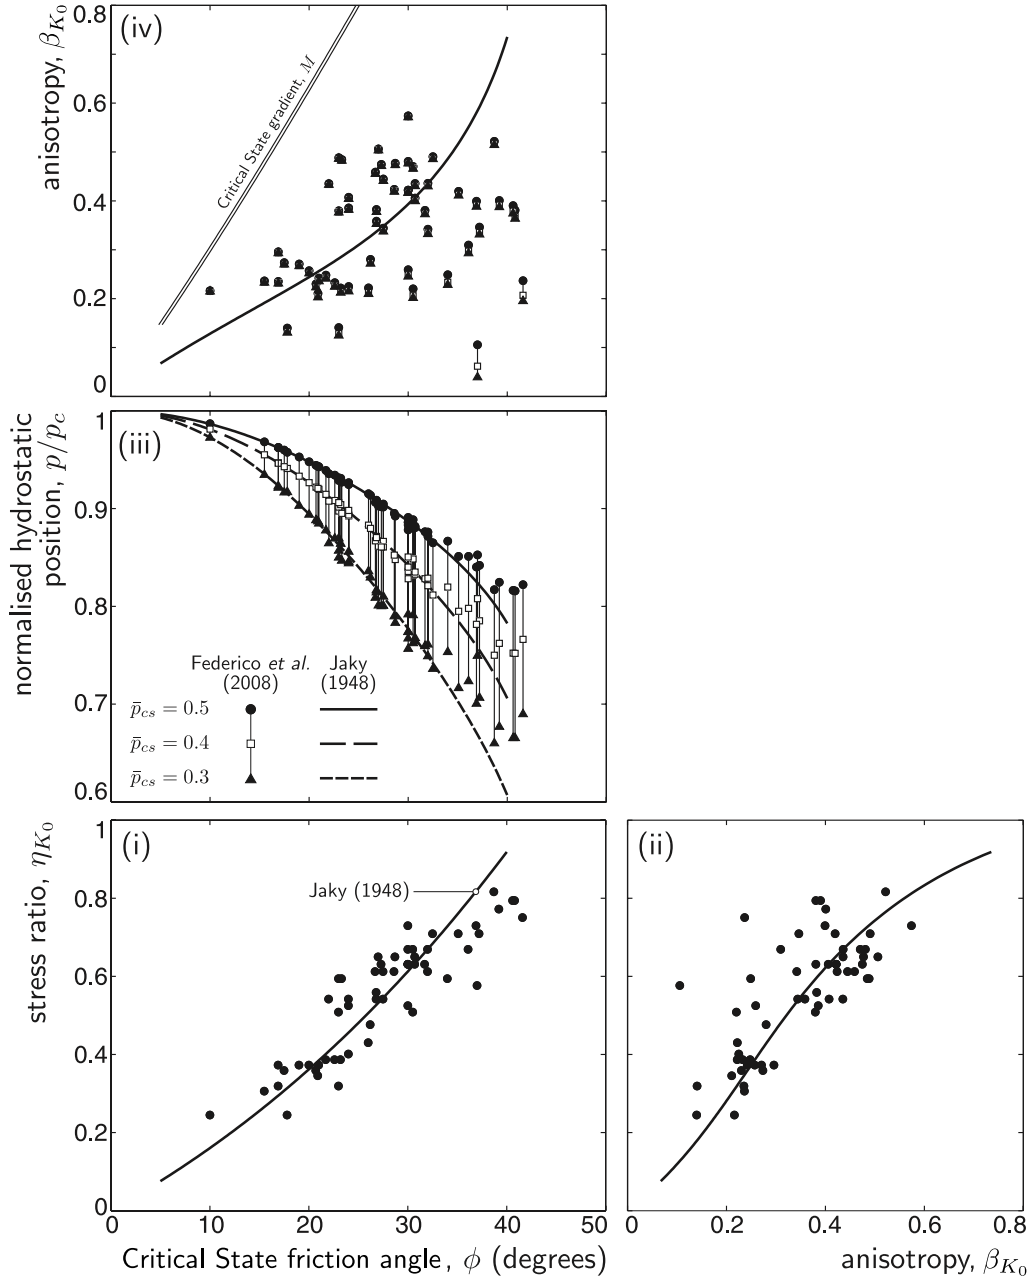 (iv)
anisotropy, β_{K_0}
0.8
0.6
0.4
0.2
0
Critical State gradient, M
(iii)
normalised hydrostatic
position, p/p_c
1
0.9
0.8
0.7
0.6
Federico et al. Jaky
(2008) (1948)
p̄_{cs} = 0.5
p̄_{cs} = 0.4
p̄_{cs} = 0.3
(i)
stress ratio, η_{K_0}
1
0.8
0.6
0.4
0.2
0
Jaky (1948)
0 10 20 30 40 50
Critical State friction angle, ϕ (degrees)
(ii)
0 0.2 0.4 0.6 0.8
anisotropy, β_{K_0}